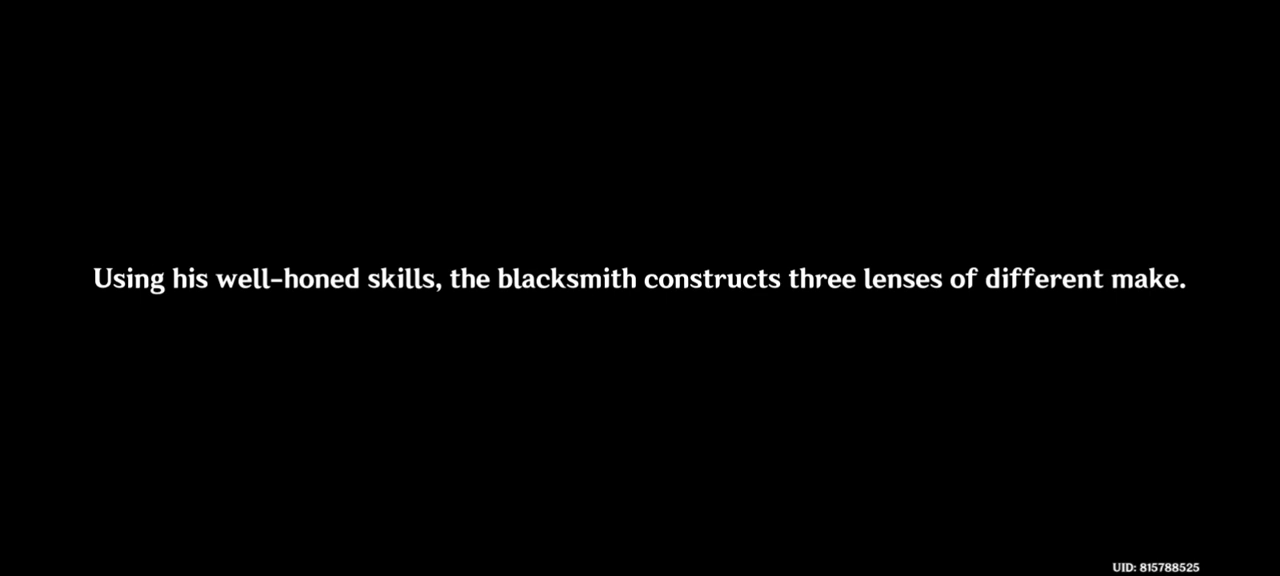 Using his well-honed skills, the blacksmith constructs three lenses of different make.
UID: 815788525